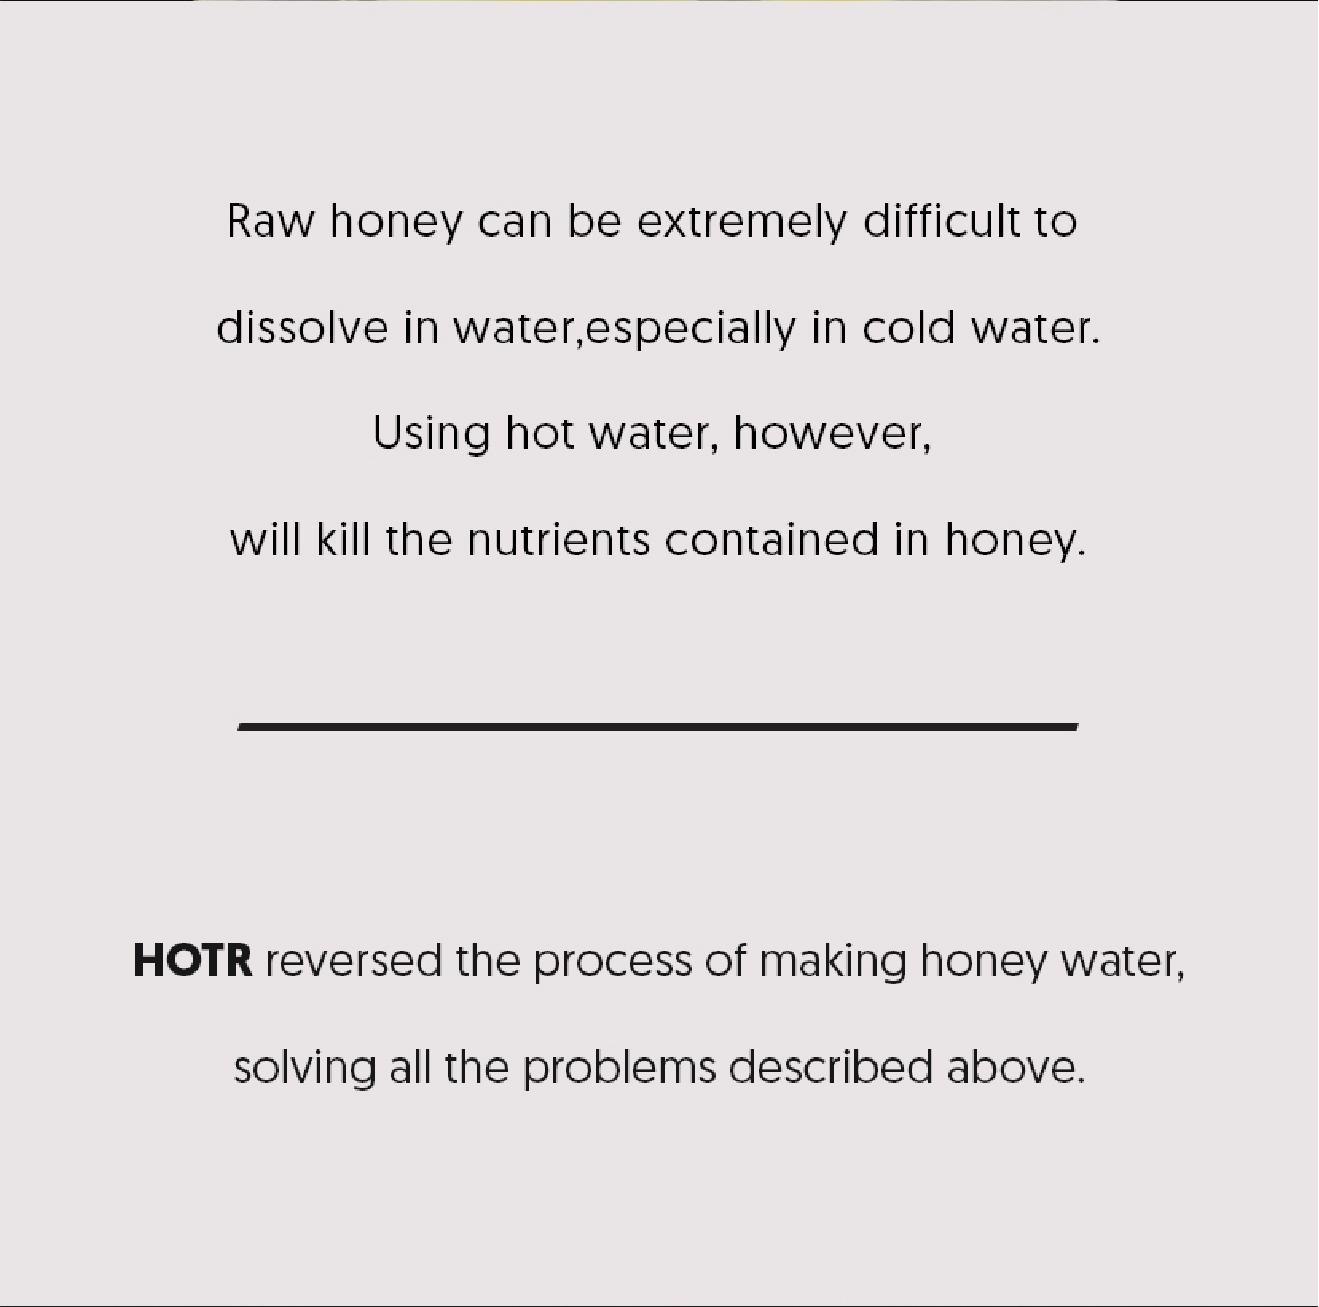 Raw honey can be extremely difficult to
dissolve in water,especially in cold water.
Using hot water, however,
will kill the nutrients contained in honey.
HOTR reversed the process of making honey water,
solving all the problems described above.